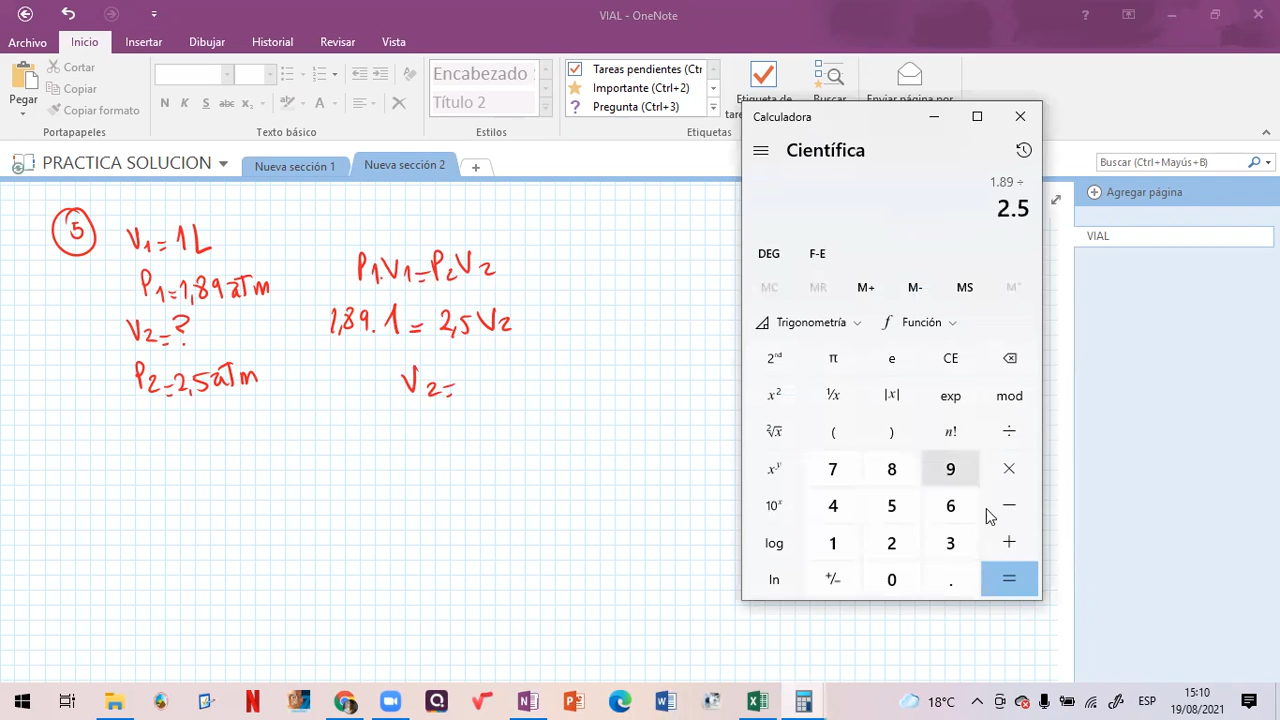 VIAL - OneNote
?
Archivo Inicio Insertar Dibujar Historial Revisar Vista
Pegar
Cortar
Copiar
Copiar formato
Portapapeles
N K S abc x₂ A
Texto básico
Encabezado
Título 2
Estilos
Tareas pendientes (Ctr
Importante (Ctrl+2)
? Pregunta (Ctrl+3)
Etiquetas
Etiqueta de
tare
Buscar
Enviar página por
PRACTICA SOLUCION Nueva sección 1 Nueva sección 2 +
Buscar (Ctrl+Mayús+B)
Agregar página
VIAL
5
V1=1L
P1=1,89 aTm
V2=?
P2=2,5aTm
P1.V1=P2V2
1,89.1=2,5V2
V2=
Calculadora
Científica
1.89 ÷
2.5
DEG F-E
MC MR M+ M- MS M˅
Trigonometría f Función
2ⁿᵈ π e CE
x² ¹⁄x |x| exp mod
²√x ( ) n! ÷
xʸ 7 8 9 ×
10ˣ 4 5 6 −
log 1 2 3 +
ln +/− 0 . =
18°C
ESP
15:10
19/08/2021